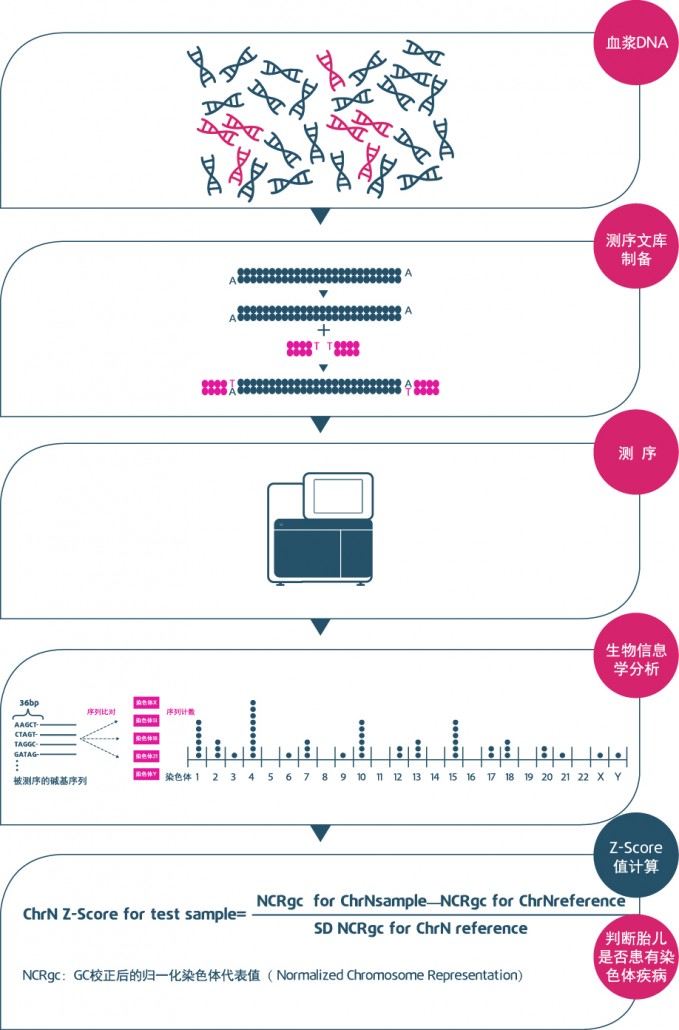 血浆DNA
测序文库
制备
A
A
A
A
+
T T
T
A
A
T
测 序
生物信息
学分析
36bp
AAGCT-
CTAGT-
TAGGC-
GATAG-
被测序的碱基序列
序列比对
染色体X
染色体18
染色体21
染色体Y
序列计数
染色体 1 2 3 4 5 6 7 8 9 10 11 12 13 14 15 16 17 18 19 20 21 22 X Y
Z-Score
值计算
ChrN Z-Score for test sample=
NCRgc for ChrNsample—NCRgc for ChrNreference
SD NCRgc for ChrN reference
判断胎儿
是否患有染
色体疾病
NCRgc：GC校正后的归一化染色体代表值（ Normalized Chromosome Representation）